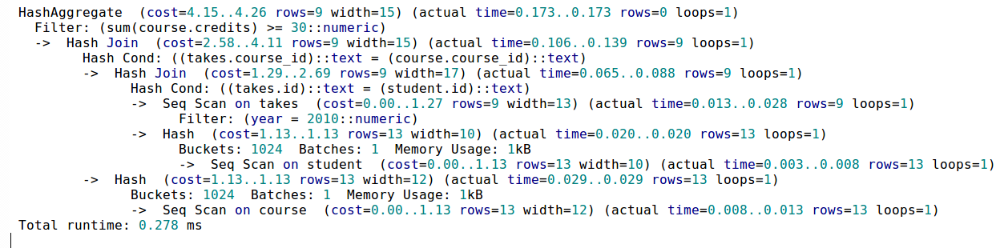 HashAggregate  (cost=4.15..4.26 rows=9 width=15) (actual time=0.173..0.173 rows=0 loops=1)
  Filter: (sum(course.credits) >= 30::numeric)
  ->  Hash Join  (cost=2.58..4.11 rows=9 width=15) (actual time=0.106..0.139 rows=9 loops=1)
        Hash Cond: ((takes.course_id)::text = (course.course_id)::text)
        ->  Hash Join  (cost=1.29..2.69 rows=9 width=17) (actual time=0.065..0.088 rows=9 loops=1)
              Hash Cond: ((takes.id)::text = (student.id)::text)
              ->  Seq Scan on takes  (cost=0.00..1.27 rows=9 width=13) (actual time=0.013..0.028 rows=9 loops=1)
                    Filter: (year = 2010::numeric)
              ->  Hash  (cost=1.13..1.13 rows=13 width=10) (actual time=0.020..0.020 rows=13 loops=1)
                    Buckets: 1024  Batches: 1  Memory Usage: 1kB
                    ->  Seq Scan on student  (cost=0.00..1.13 rows=13 width=10) (actual time=0.003..0.008 rows=13 loops=1)
        ->  Hash  (cost=1.13..1.13 rows=13 width=12) (actual time=0.029..0.029 rows=13 loops=1)
              Buckets: 1024  Batches: 1  Memory Usage: 1kB
              ->  Seq Scan on course  (cost=0.00..1.13 rows=13 width=12) (actual time=0.008..0.013 rows=13 loops=1)
Total runtime: 0.278 ms